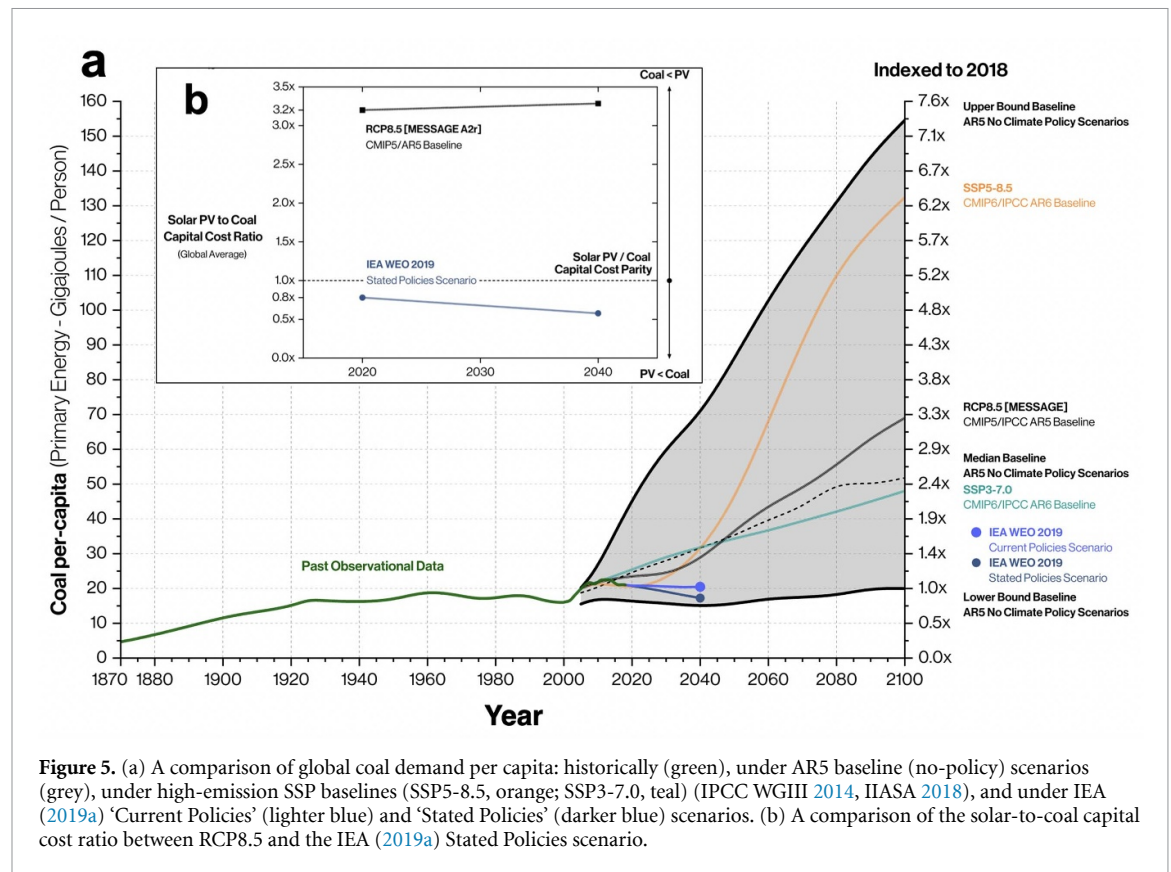 a
b
Solar PV to Coal
Capital Cost Ratio
(Global Average)
3.5x
3.2x
3.0x
2.5x
2.0x
1.5x
1.0x
0.8x
0.5x
0.0x
RCP8.5 [MESSAGE A2r]
CMIP5/AR5 Baseline
IEA WEO 2019
Stated Policies Scenario
Solar PV / Coal
Capital Cost Parity
2020
2030
2040
Coal < PV
PV < Coal
Indexed to 2018
Coal per-capita (Primary Energy - Gigajoules / Person)
160
150
140
130
120
110
100
90
80
70
60
50
40
30
20
10
0
Past Observational Data
7.6x
7.1x
6.7x
6.2x
5.7x
5.2x
4.8x
4.3x
3.8x
3.3x
2.9x
2.4x
1.9x
1.4x
1.0x
0.5x
0.0x
Upper Bound Baseline
AR5 No Climate Policy Scenarios
SSP5-8.5
CMIP6/IPCC AR6 Baseline
RCP8.5 [MESSAGE]
CMIP5/IPCC AR5 Baseline
Median Baseline
AR5 No Climate Policy Scenarios
SSP3-7.0
CMIP6/IPCC AR6 Baseline
IEA WEO 2019
Current Policies Scenario
IEA WEO 2019
Stated Policies Scenario
Lower Bound Baseline
AR5 No Climate Policy Scenarios
1870
1880
1900
1920
1940
1960
1980
2000
2020
2040
2060
2080
2100
Year
Figure 5. (a) A comparison of global coal demand per capita: historically (green), under AR5 baseline (no-policy) scenarios
(grey), under high-emission SSP baselines (SSP5-8.5, orange; SSP3-7.0, teal) (IPCC WGIII 2014, IIASA 2018), and under IEA
(2019a) ‘Current Policies’ (lighter blue) and ‘Stated Policies’ (darker blue) scenarios. (b) A comparison of the solar-to-coal capital
cost ratio between RCP8.5 and the IEA (2019a) Stated Policies scenario.